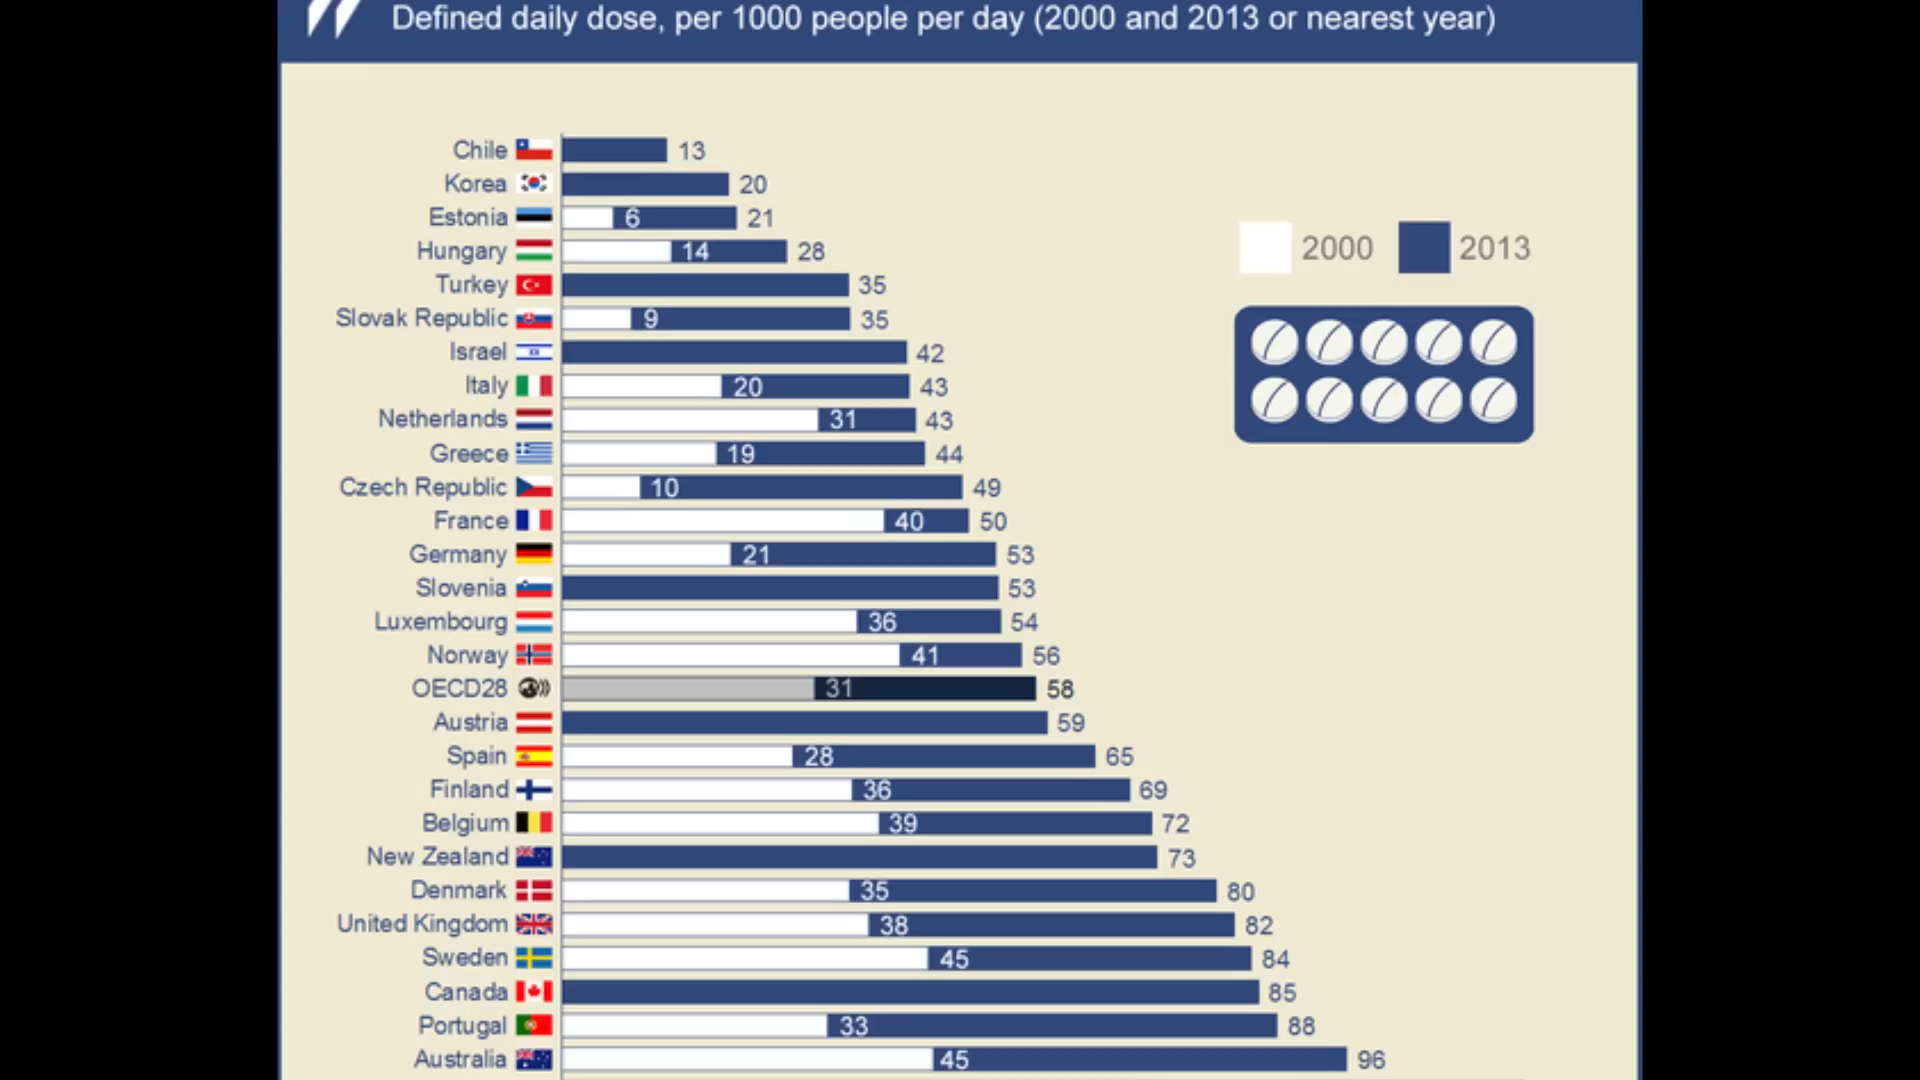 Defined daily dose, per 1000 people per day (2000 and 2013 or nearest year)
Chile 13
Korea 20
Estonia 6 21
Hungary 14 28
2000 2013
Turkey 35
Slovak Republic 9 35
Israel 42
Italy 20 43
Netherlands 31 43
Greece 19 44
Czech Republic 10 49
France 40 50
Germany 21 53
Slovenia 53
Luxembourg 36 54
Norway 41 56
OECD28 31 58
Austria 59
Spain 28 65
Finland 36 69
Belgium 39 72
New Zealand 73
Denmark 35 80
United Kingdom 38 82
Sweden 45 84
Canada 85
Portugal 33 88
Australia 45 96